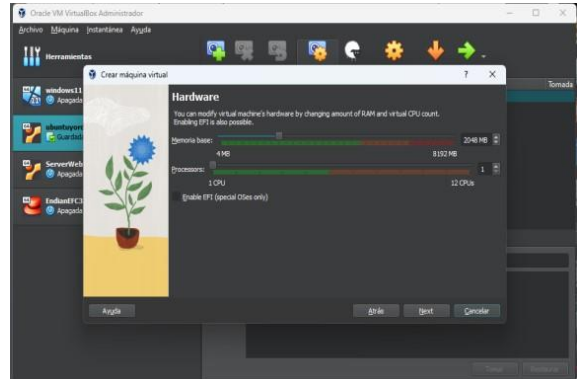 Oracle VM VirtualBox Administrador
Archivo Máquina Instantánea Ayuda
Herramientas
Tomada
windows11
Apagada
Guardada
ServerWeb
Apagada
EndianEFC3
Apagada
Crear máquina virtual
Hardware
You can modify virtual machine's hardware by changing amount of RAM and virtual CPU count.
Enabling EFI is also possible.
Memoria base:
2048 MB
4 MB 8192 MB
Processors:
1
1 CPU 12 CPUs
Enable EFI (special OSes only)
Ayuda Atrás Next Cancelar